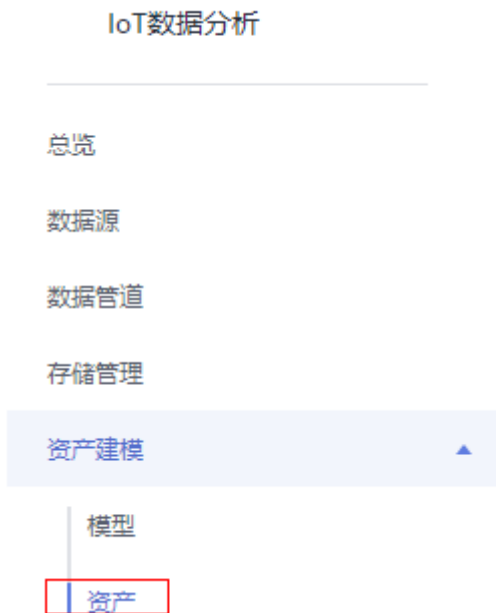 IoT数据分析
总览
数据源
数据管道
存储管理
资产建模
模型
资产